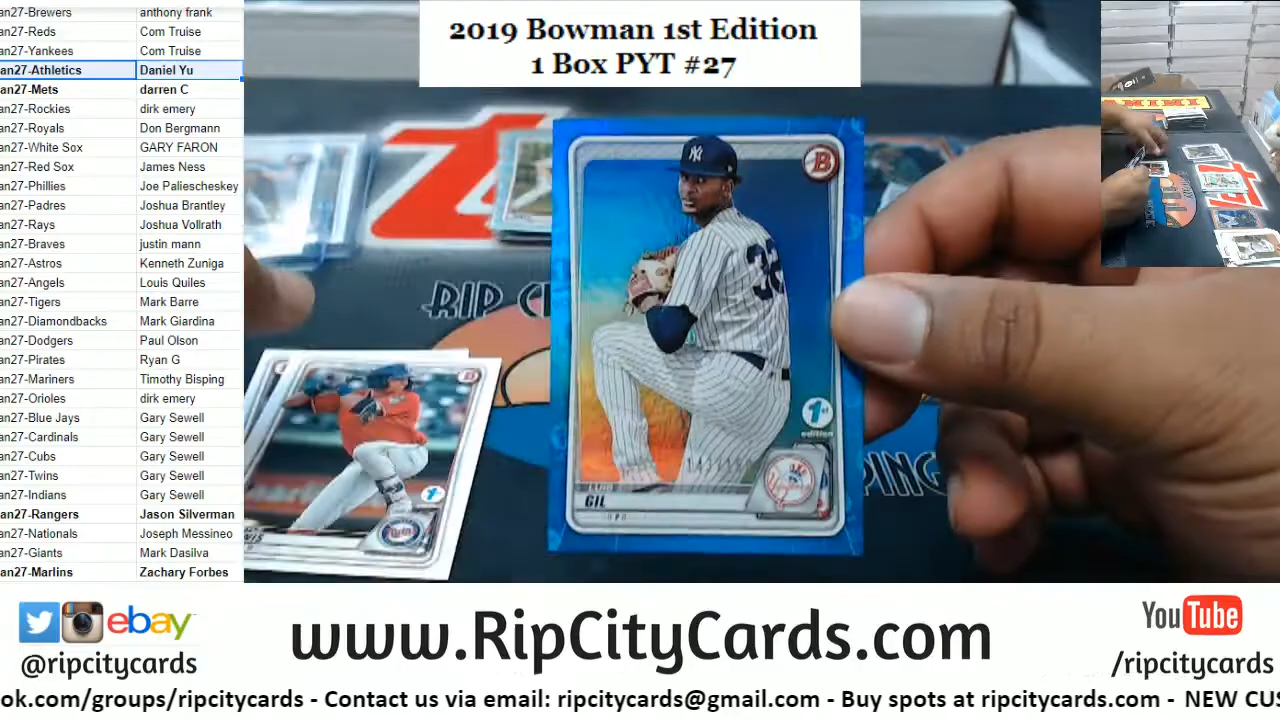 an27-Brewers anthony frank
an27-Reds Com Truise
an27-Yankees Com Truise
an27-Athletics Daniel Yu
an27-Mets darren C
an27-Rockies dirk emery
an27-Royals Don Bergmann
an27-White Sox GARY FARON
an27-Red Sox James Ness
an27-Phillies Joe Paliescheskey
an27-Padres Joshua Brantley
an27-Rays Joshua Vollrath
an27-Braves justin mann
an27-Astros Kenneth Zuniga
an27-Angels Louis Quiles
an27-Tigers Mark Barre
an27-Diamondbacks Mark Giardina
an27-Dodgers Paul Olson
an27-Pirates Ryan G
an27-Mariners Timothy Bisping
an27-Orioles dirk emery
an27-Blue Jays Gary Sewell
an27-Cardinals Gary Sewell
an27-Cubs Gary Sewell
an27-Twins Gary Sewell
an27-Indians Gary Sewell
an27-Rangers Jason Silverman
an27-Nationals Joseph Messineo
an27-Giants Mark Dasilva
an27-Marlins Zachary Forbes
2019 Bowman 1st Edition
1 Box PYT #27
RIP C
PING
B
NY
32
1st
edition
LUIS
GIL
1st
Twins
ebay
@ripcitycards
www.RipCityCards.com
YouTube
/ripcitycards
ok.com/groups/ripcitycards - Contact us via email: ripcitycards@gmail.com - Buy spots at ripcitycards.com - NEW CUS